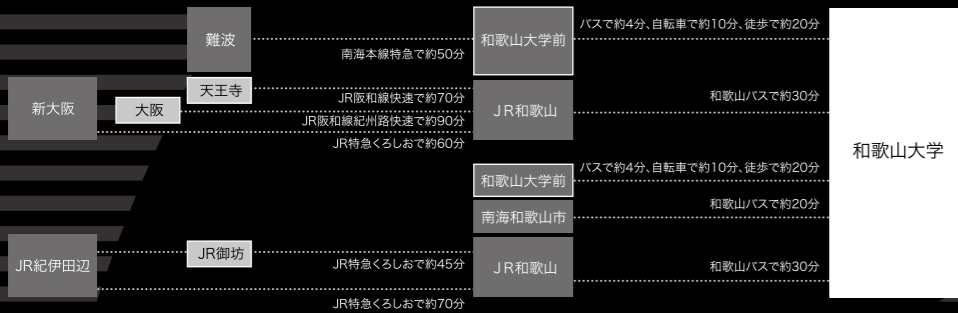 難波
南海本線特急で約50分
和歌山大学前
バスで約4分、自転車で約10分、徒歩で約20分
新大阪
大阪
天王寺
JR阪和線快速で約70分
JR阪和線紀州路快速で約90分
JR特急くろしおで約60分
JR和歌山
和歌山バスで約30分
和歌山大学
和歌山大学前
バスで約4分、自転車で約10分、徒歩で約20分
南海和歌山市
和歌山バスで約20分
JR紀伊田辺
JR御坊
JR特急くろしおで約45分
JR特急くろしおで約70分
JR和歌山
和歌山バスで約30分